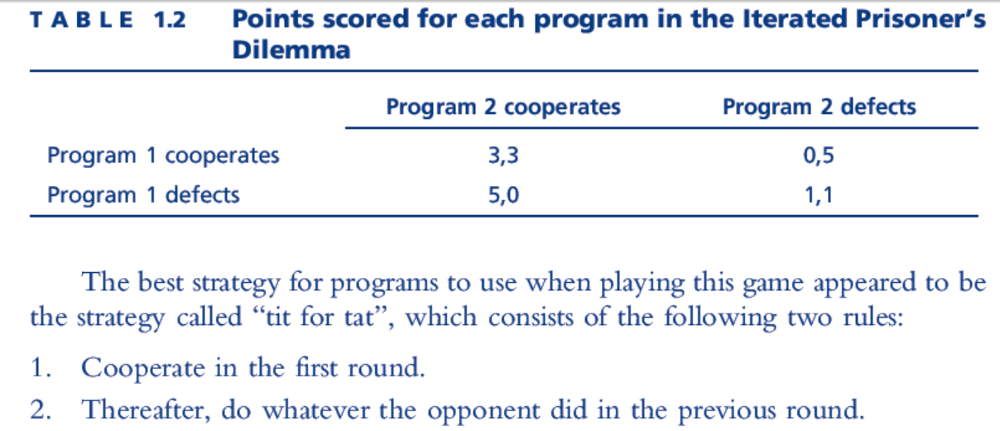 TABLE 1.2 Points scored for each program in the Iterated Prisoner’s
Dilemma
Program 2 cooperates Program 2 defects
Program 1 cooperates 3,3 0,5
Program 1 defects 5,0 1,1
The best strategy for programs to use when playing this game appeared to be
the strategy called “tit for tat”, which consists of the following two rules:
1. Cooperate in the first round.
2. Thereafter, do whatever the opponent did in the previous round.